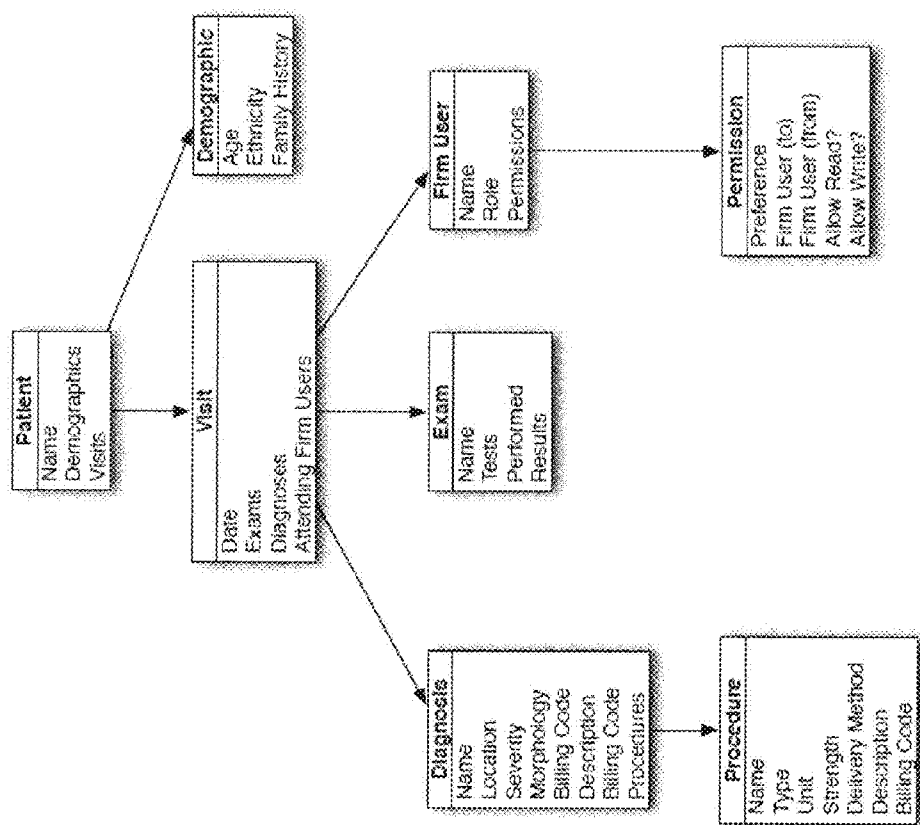 Patient
Name
Demographics
Visits
Demographic
Age
Ethnicity
Family History
Visit
Date
Exams
Diagnoses
Attending Firm Users
Diagnosis
Name
Location
Severity
Morphology
Billing Code
Description
Billing Code
Procedures
Exam
Name
Tests
Performed
Results
Firm User
Name
Role
Permissions
Procedure
Name
Type
Unit
Strength
Delivery Method
Description
Billing Code
Permission
Preference
Firm User (to)
Firm User (from)
Allow Read?
Allow Write?